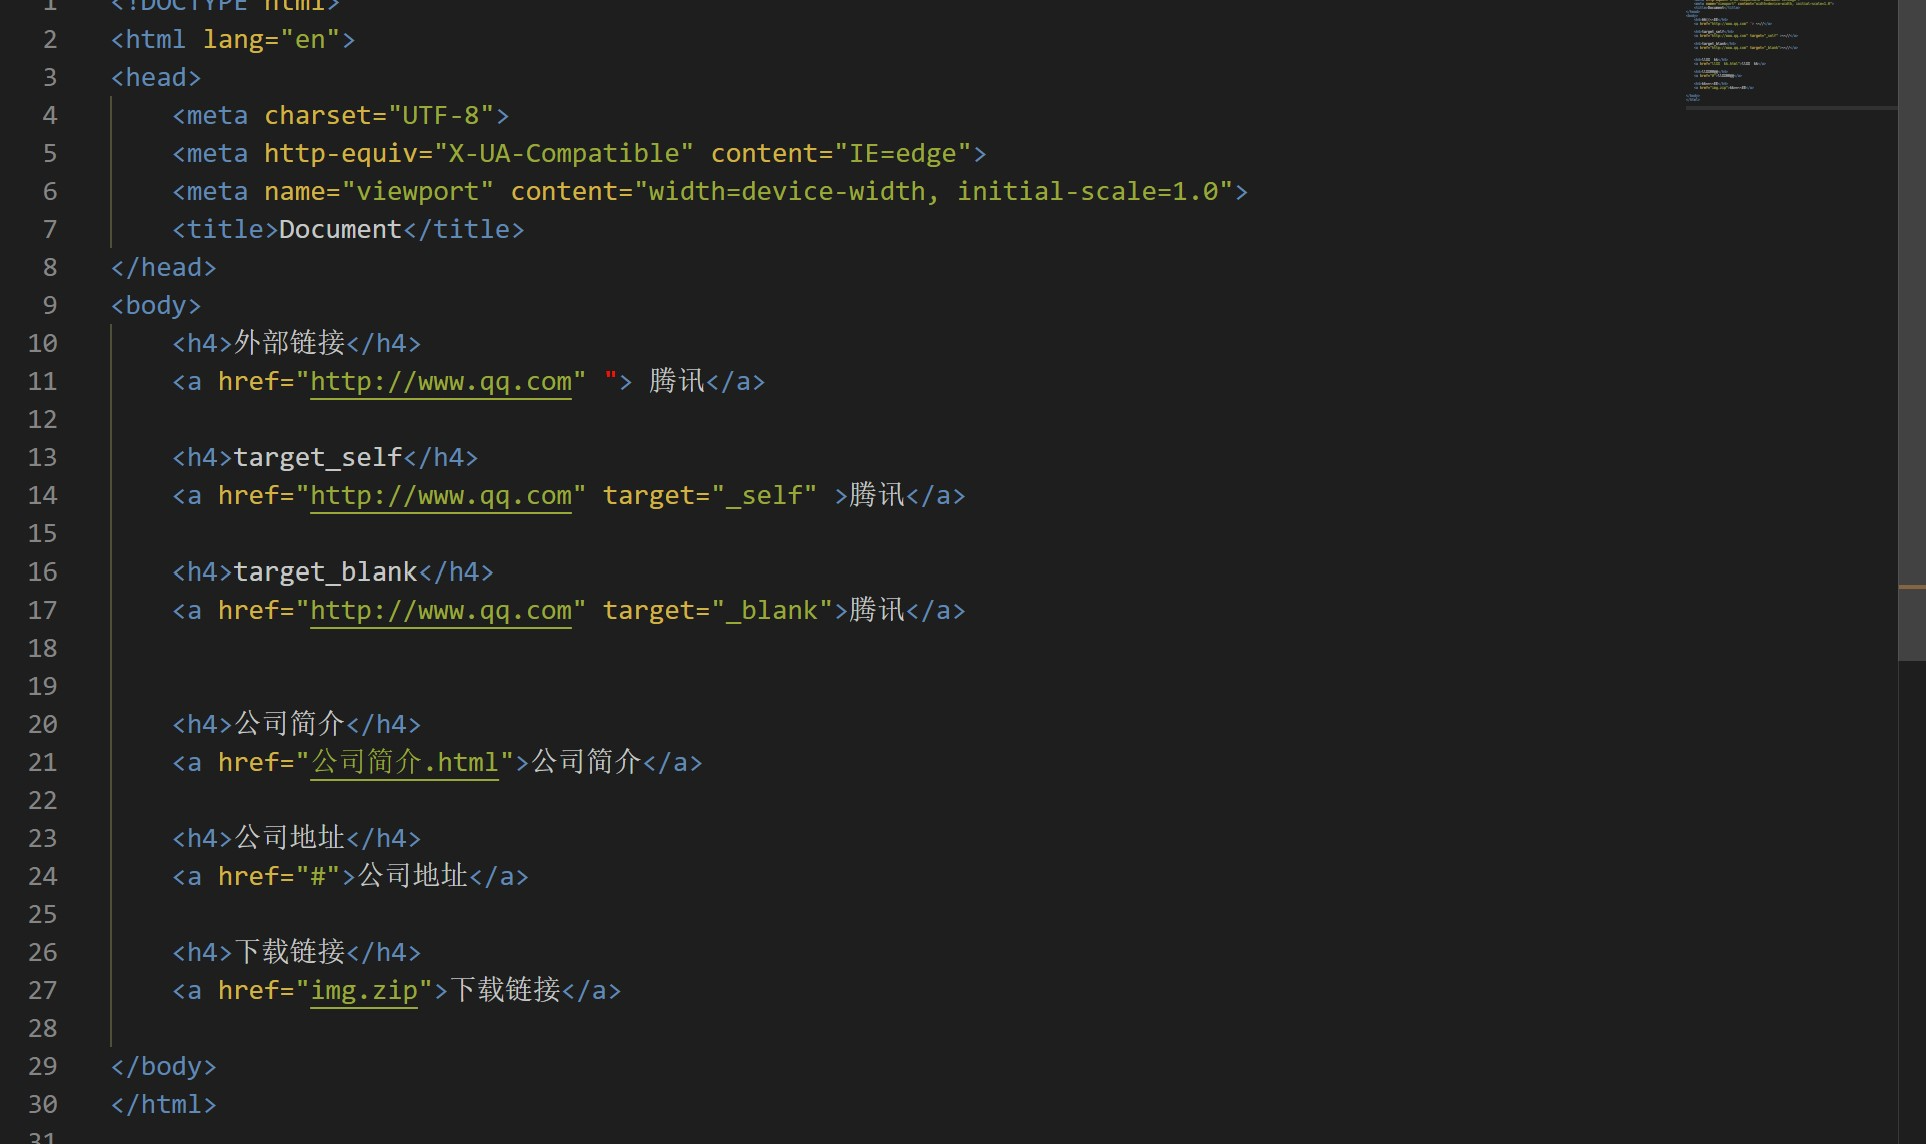 1 <!DOCTYPE html>
2 <html lang="en">
3 <head>
4 <meta charset="UTF-8">
5 <meta http-equiv="X-UA-Compatible" content="IE=edge">
6 <meta name="viewport" content="width=device-width, initial-scale=1.0">
7 <title>Document</title>
8 </head>
9 <body>
10 <h4>外部链接</h4>
11 <a href="http://www.qq.com" "> 腾讯</a>
12
13 <h4>target_self</h4>
14 <a href="http://www.qq.com" target="_self" >腾讯</a>
15
16 <h4>target_blank</h4>
17 <a href="http://www.qq.com" target="_blank">腾讯</a>
18
19
20 <h4>公司简介</h4>
21 <a href="公司简介.html">公司简介</a>
22
23 <h4>公司地址</h4>
24 <a href="#">公司地址</a>
25
26 <h4>下载链接</h4>
27 <a href="img.zip">下载链接</a>
28
29 </body>
30 </html>
31